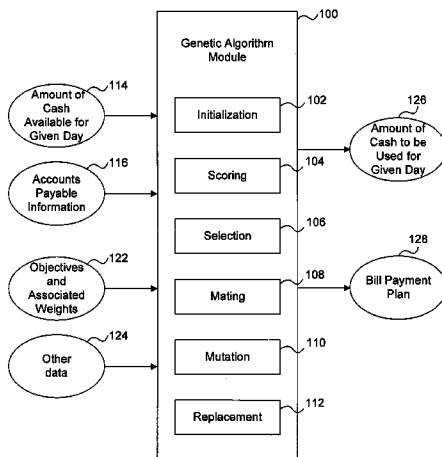 100
Genetic Algorithm
Module
114
Amount of
Cash
Available for
Given Day
102
Initialization
126
Amount of
Cash to be
Used for
Given Day
116
Accounts
Payable
Information
104
Scoring
106
Selection
122
Objectives
and
Associated
Weights
108
Mating
128
Bill Payment
Plan
124
Other
data
110
Mutation
112
Replacement